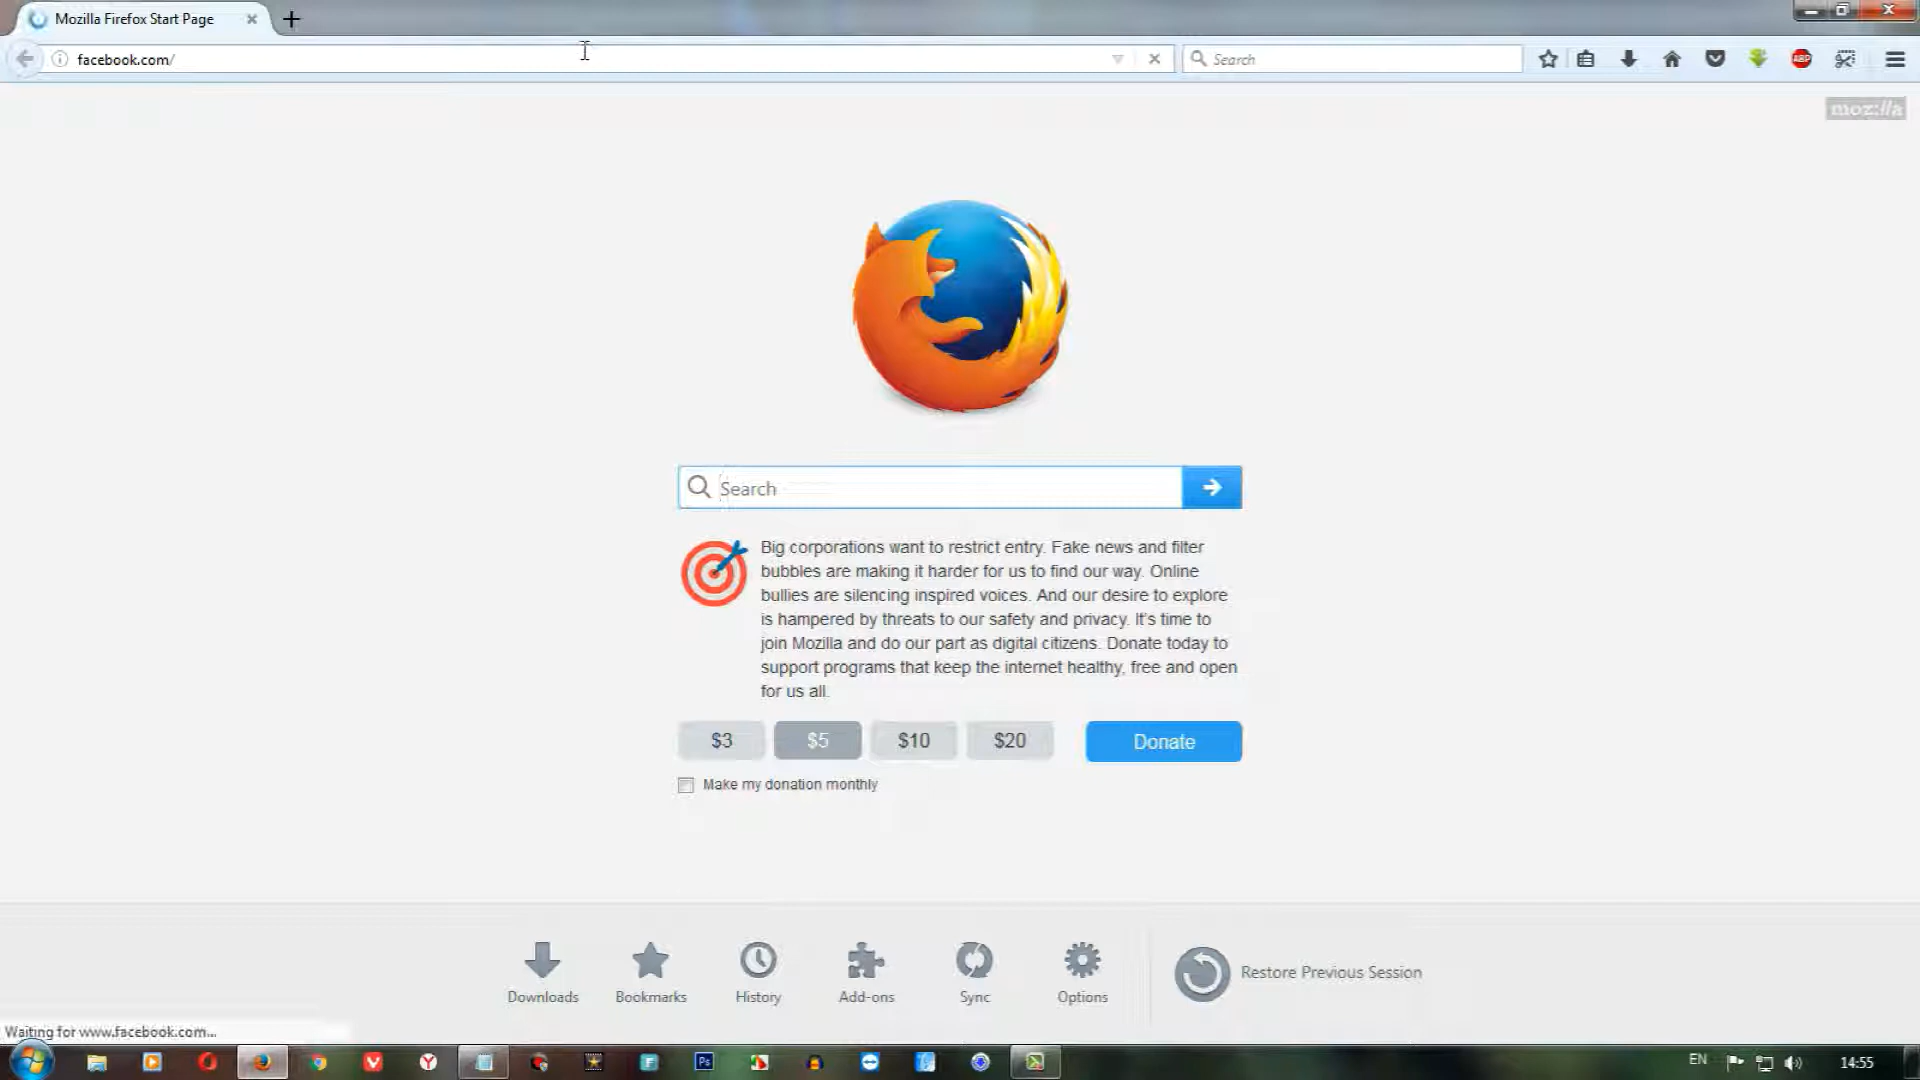 Mozilla Firefox Start Page
facebook.com/
Search
ABP
moz://a
Search
Big corporations want to restrict entry. Fake news and filter
bubbles are making it harder for us to find our way. Online
bullies are silencing inspired voices. And our desire to explore
is hampered by threats to our safety and privacy. It's time to
join Mozilla and do our part as digital citizens. Donate today to
support programs that keep the internet healthy, free and open
for us all.
$3 $5 $10 $20 Donate
Make my donation monthly
Downloads Bookmarks History Add-ons Sync Options Restore Previous Session
Waiting for www.facebook.com...
Ps
EN 14:55